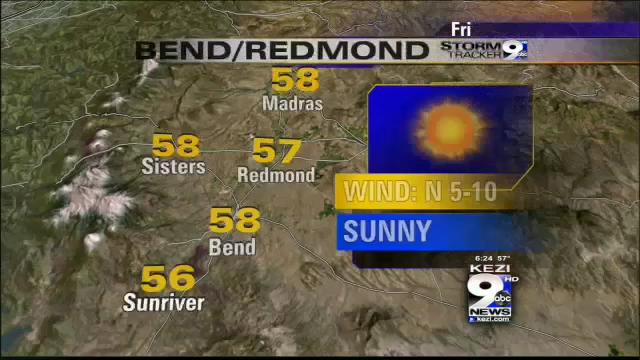 Fri
BEND/REDMOND
STORM 9 abc
TRACKER
58
Madras
58
Sisters
57
Redmond
WIND: N 5-10
58
Bend
SUNNY
56
Sunriver
6:24 57°
KEZI
9 HD
abc
NEWS
kezi.com